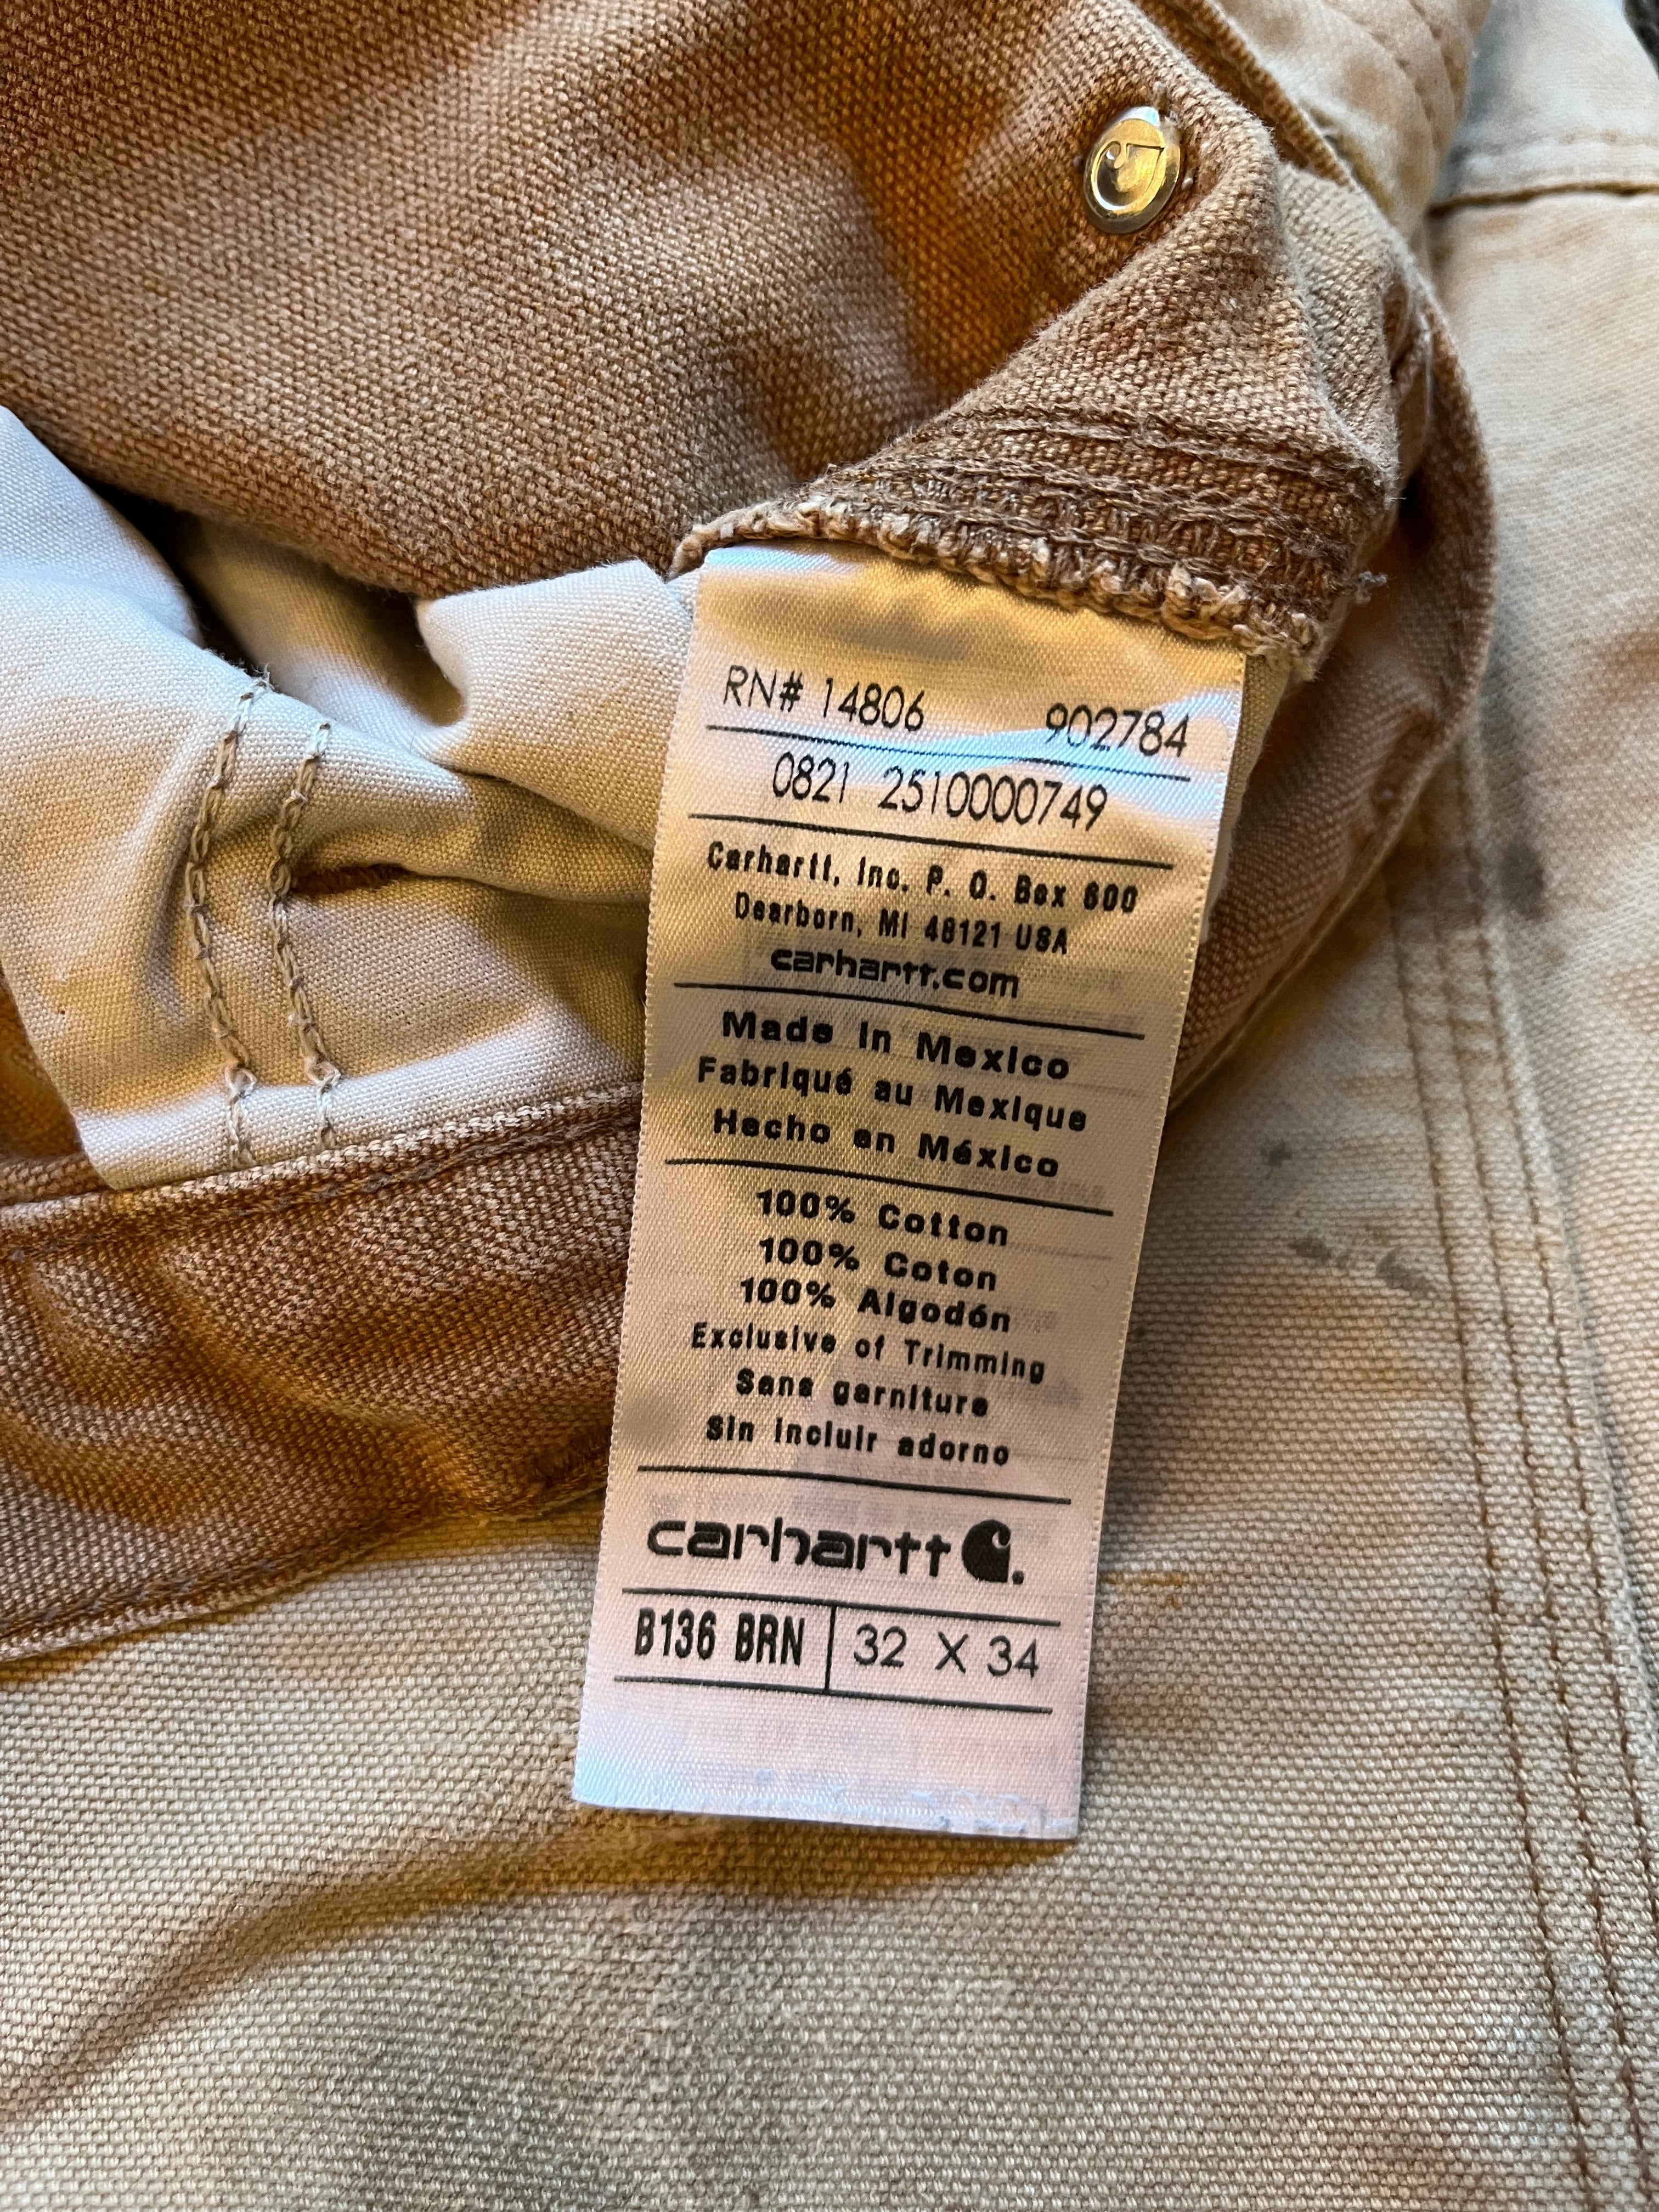 RN# 14806 902784
0821 2510000749
Carhartt, Inc. P. O. Box 600
Dearborn, MI 48121 USA
carhartt.com
Made in Mexico
Fabriqué au Mexique
Hecho en México
100% Cotton
100% Coton
100% Algodón
Exclusive of Trimming
Sans garniture
Sin incluir adorno
carhartt
B136 BRN 32 X 34